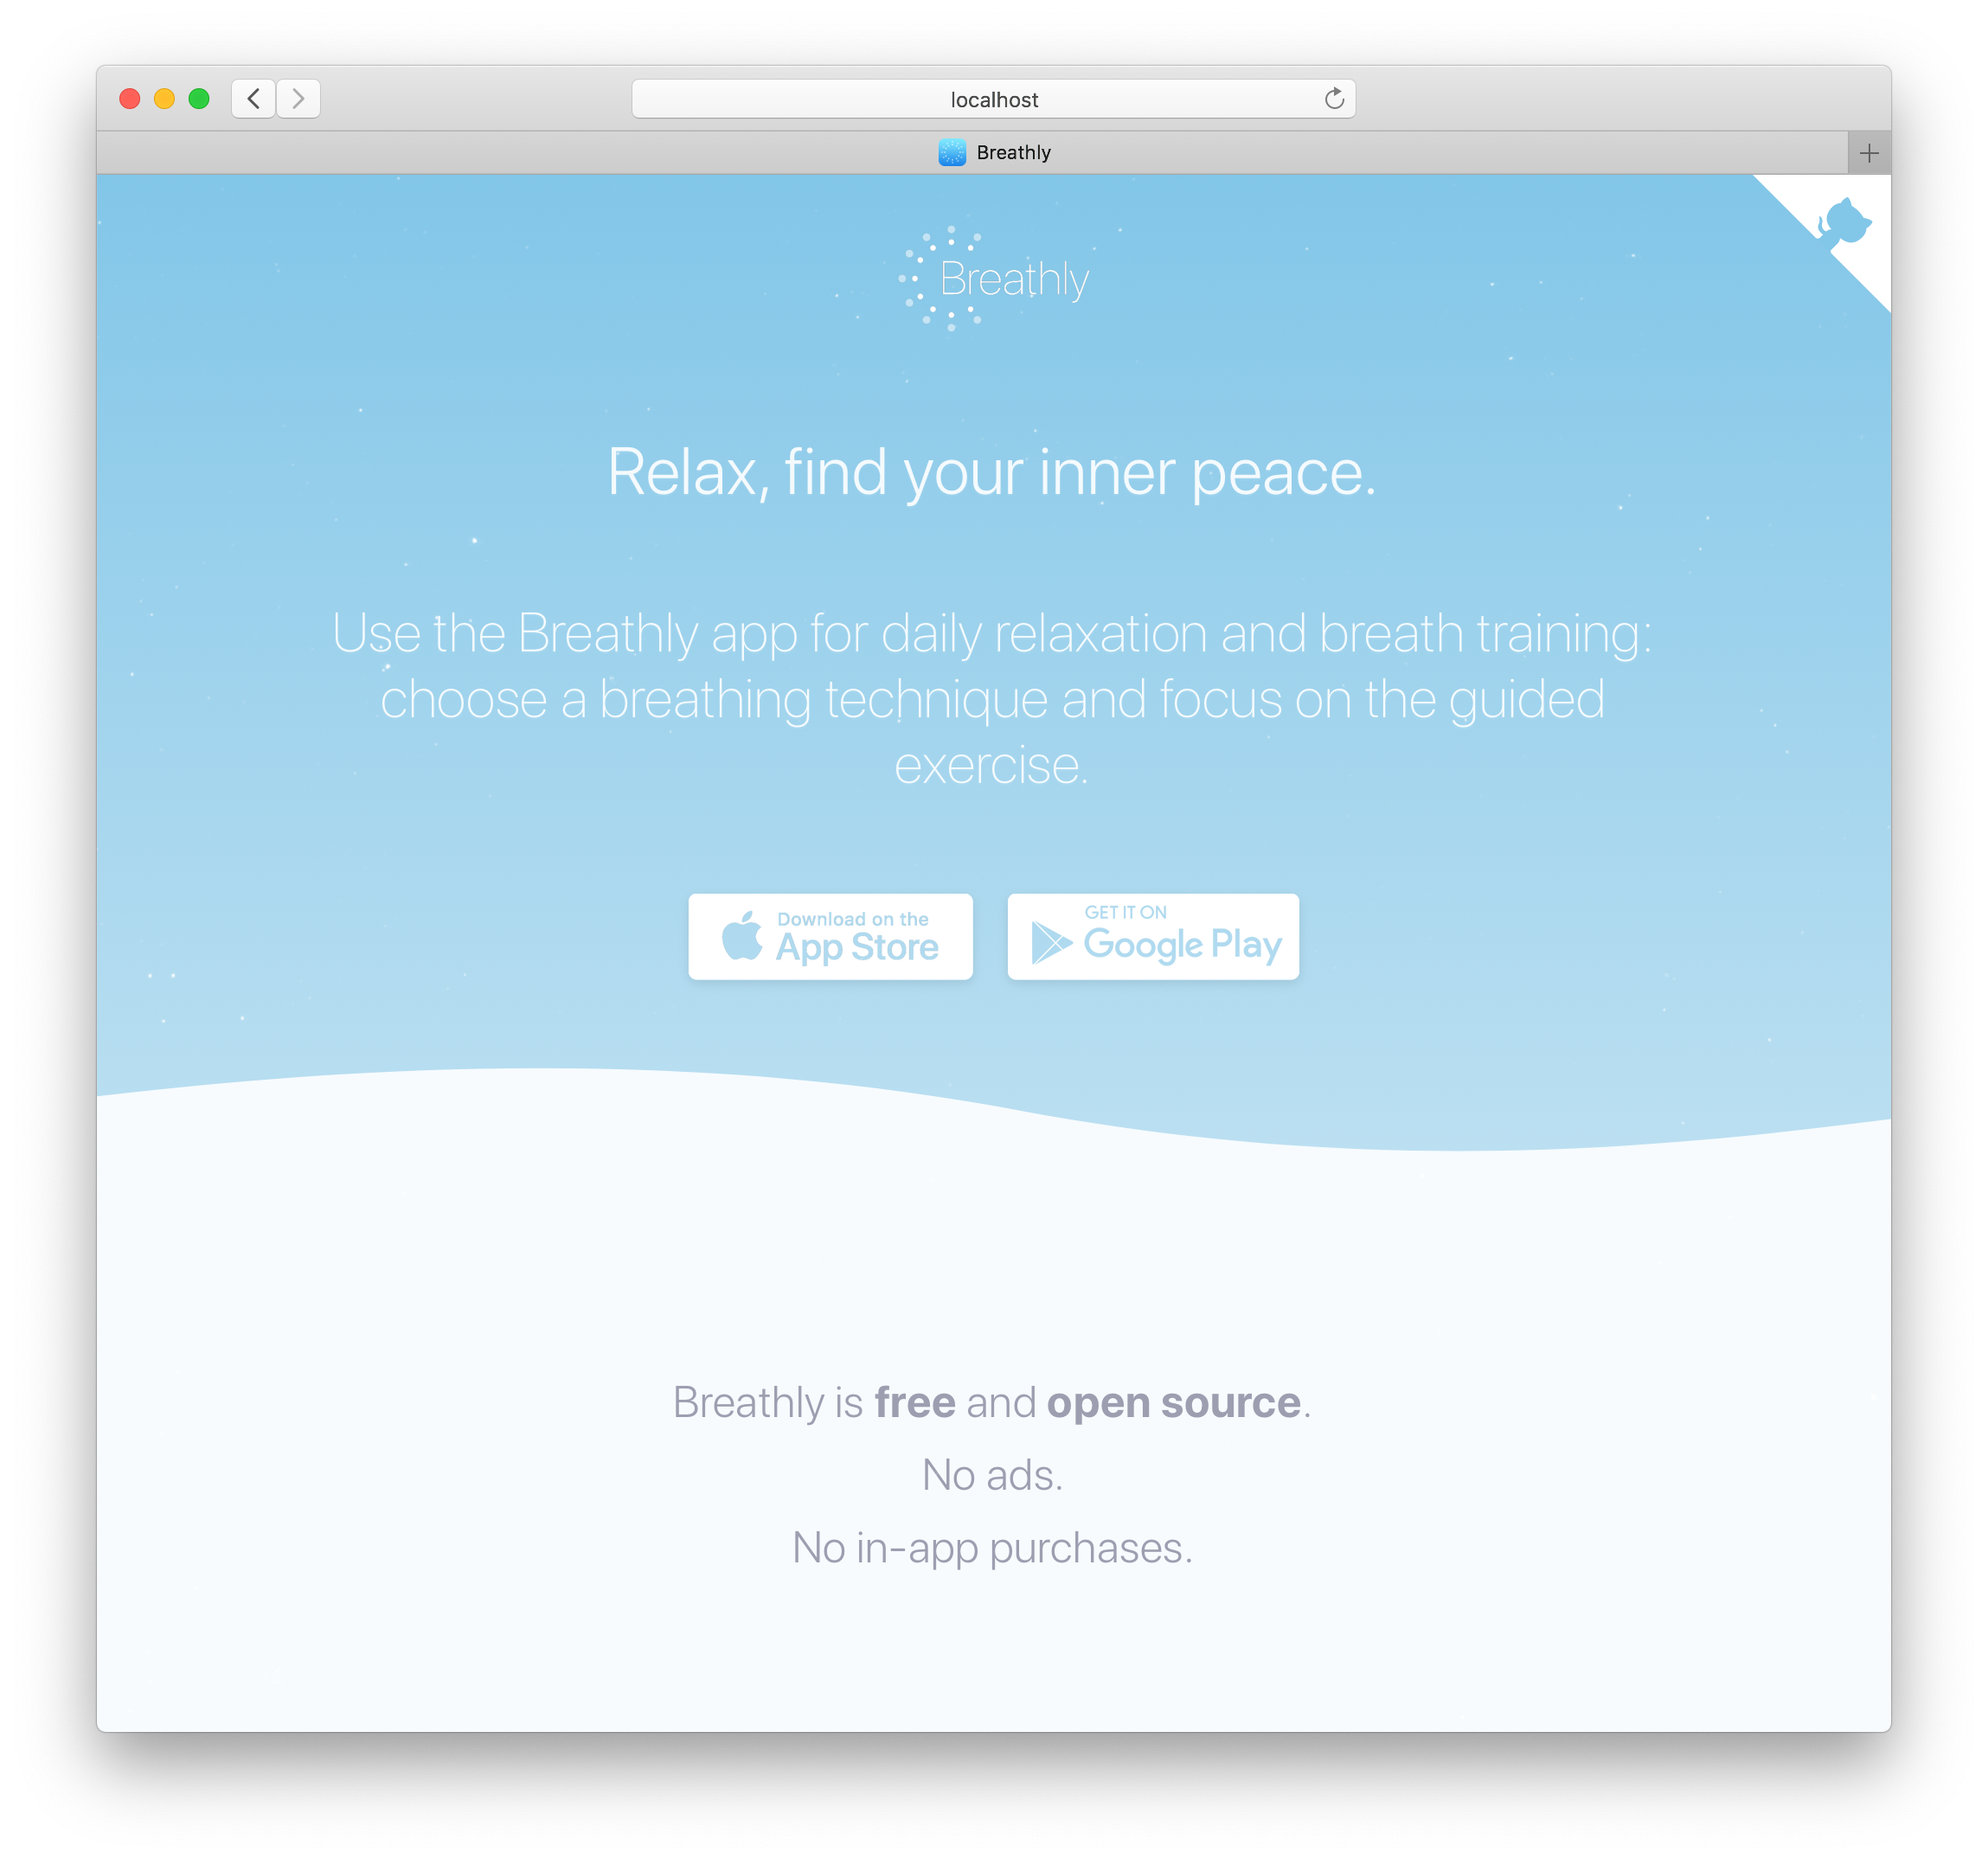 localhost
Breathly
Breathly
Relax, find your inner peace.
Use the Breathly app for daily relaxation and breath training:
choose a breathing technique and focus on the guided
exercise.
Download on the
App Store
GET IT ON
Google Play
Breathly is free and open source.
No ads.
No in-app purchases.